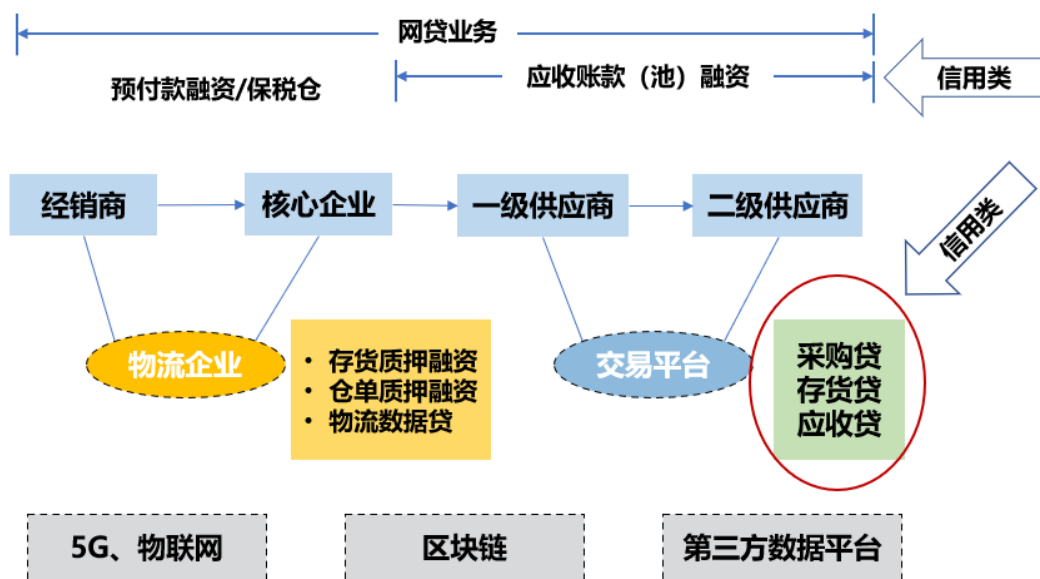 网贷业务
预付款融资/保税仓
应收账款（池）融资
信用类
经销商
核心企业
一级供应商
二级供应商
信用类
物流企业
• 存货质押融资
• 仓单质押融资
• 物流数据贷
交易平台
采购贷
存货贷
应收贷
5G、物联网
区块链
第三方数据平台